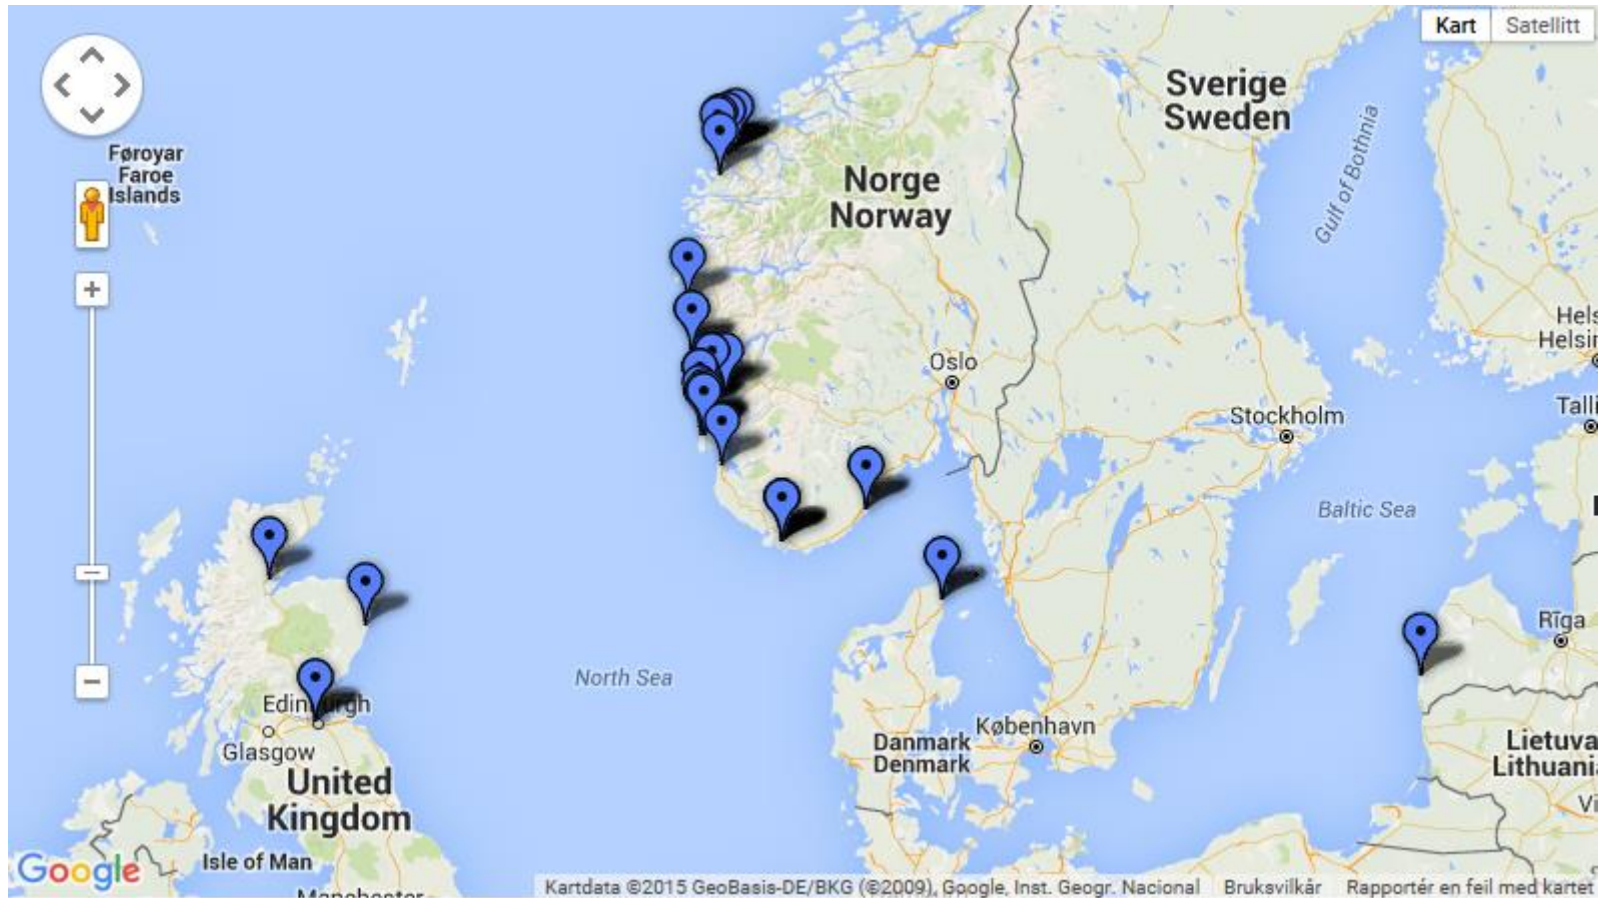 Kart
Satellitt
Sverige
Sweden
Føroyar
Faroe
Islands
Norge
Norway
Gulf of Bothnia
Oslo
Stockholm
Baltic Sea
Rīga
North Sea
Edinburgh
Glasgow
København
Danmark
Denmark
United
Kingdom
Isle of Man
Google
Kartdata ©2015 GeoBasis-DE/BKG (©2009), Google, Inst. Geogr. Nacional
Bruksvilkår
Rapportér en feil med kartet